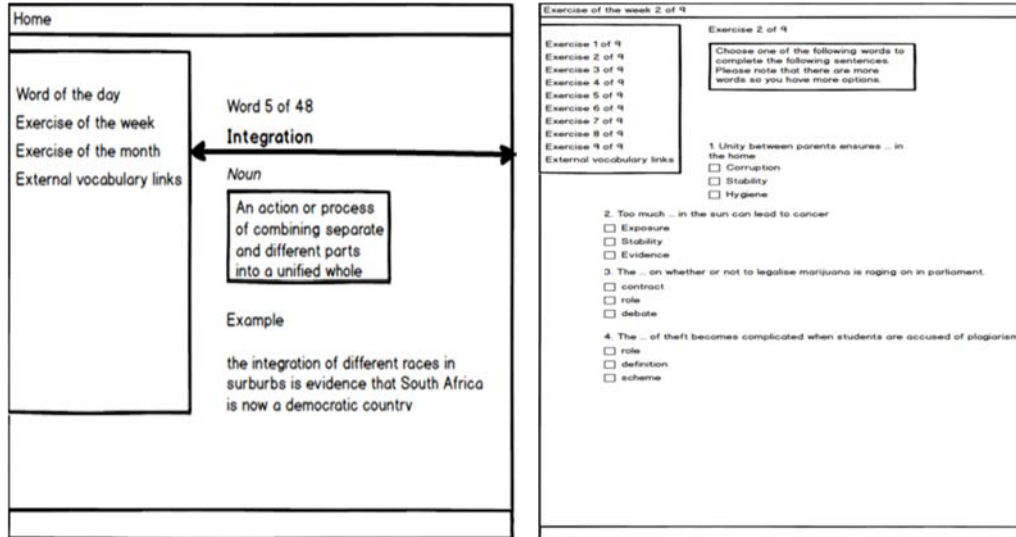 Home
Word of the day
Exercise of the week
Exercise of the month
External vocabulary links
Word 5 of 48
Integration
Noun
An action or process
of combining separate
and different parts
into a unified whole
Example
the integration of different races in
surburbs is evidence that South Africa
is now a democratic country
Exercise of the week 2 of 9
Exercise 1 of 9
Exercise 2 of 9
Exercise 3 of 9
Exercise 4 of 9
Exercise 5 of 9
Exercise 6 of 9
Exercise 7 of 9
Exercise 8 of 9
Exercise 9 of 9
External vocabulary links
Exercise 2 of 9
Choose one of the following words to
complete the following sentences.
Please note that there are more
words so you have more options.
1. Unity between parents ensures .. in
the home
Corruption
Stability
Hygiene
2. Too much .. in the sun can lead to cancer
Exposure
Stability
Evidence
3. The .. on whether or not to legalise marijuana is raging on in parliament.
contract
role
debate
4. The .. of theft becomes complicated when students are accused of plagiarism
role
definition
scheme